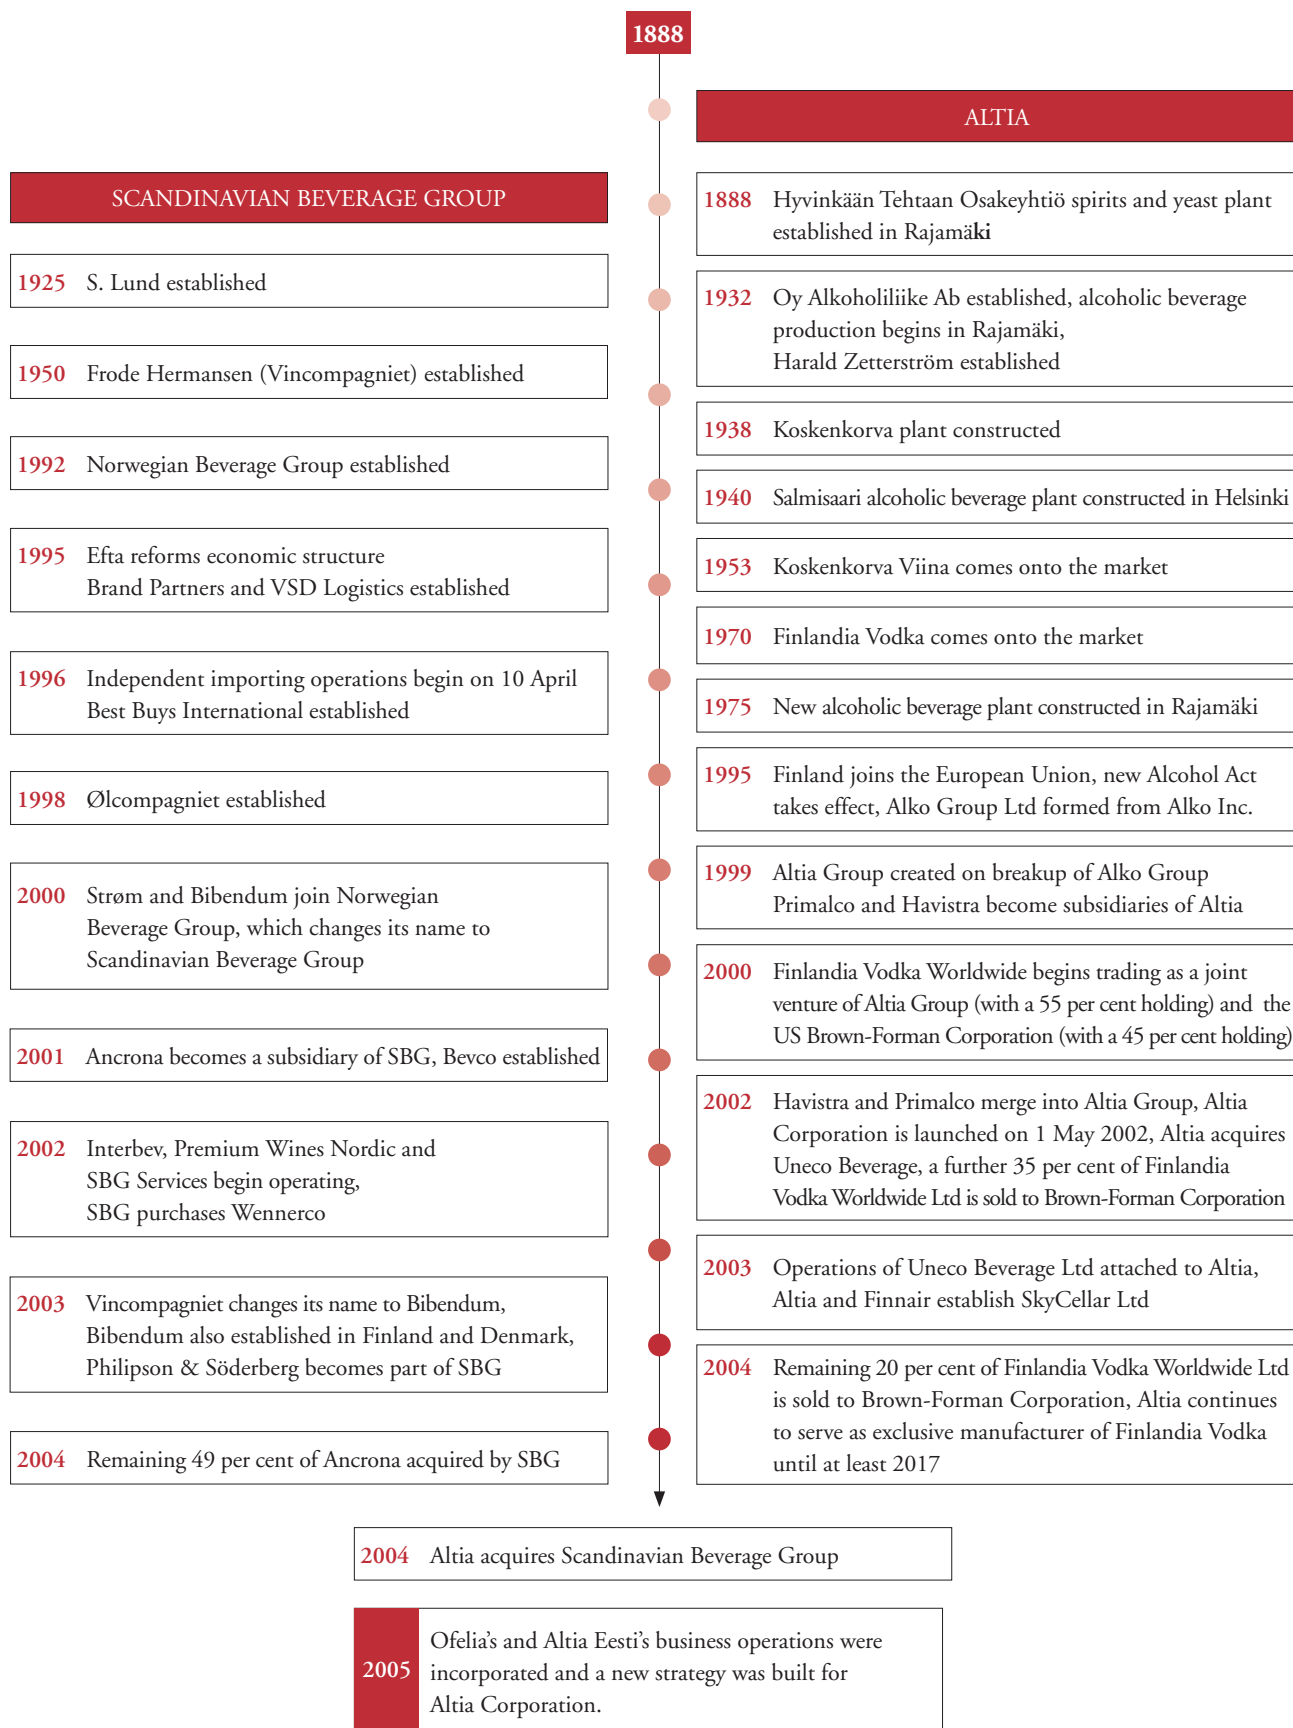 1888
SCANDINAVIAN BEVERAGE GROUP
1925 S. Lund established
1950 Frode Hermansen (Vincompagniet) established
1992 Norwegian Beverage Group established
1995 Efta reforms economic structure
Brand Partners and VSD Logistics established
1996 Independent importing operations begin on 10 April
Best Buys International established
1998 Ølcompagniet established
2000 Strøm and Bibendum join Norwegian
Beverage Group, which changes its name to
Scandinavian Beverage Group
2001 Ancrona becomes a subsidiary of SBG, Bevco established
2002 Interbev, Premium Wines Nordic and
SBG Services begin operating,
SBG purchases Wennerco
2003 Vincompagniet changes its name to Bibendum,
Bibendum also established in Finland and Denmark,
Philipson & Söderberg becomes part of SBG
2004 Remaining 49 per cent of Ancrona acquired by SBG
ALTIA
1888 Hyvinkään Tehtaan Osakeyhtiö spirits and yeast plant
established in Rajamäki
1932 Oy Alkoholiliike Ab established, alcoholic beverage
production begins in Rajamäki,
Harald Zetterström established
1938 Koskenkorva plant constructed
1940 Salmisaari alcoholic beverage plant constructed in Helsinki
1953 Koskenkorva Viina comes onto the market
1970 Finlandia Vodka comes onto the market
1975 New alcoholic beverage plant constructed in Rajamäki
1995 Finland joins the European Union, new Alcohol Act
takes effect, Alko Group Ltd formed from Alko Inc.
1999 Altia Group created on breakup of Alko Group
Primalco and Havistra become subsidiaries of Altia
2000 Finlandia Vodka Worldwide begins trading as a joint
venture of Altia Group (with a 55 per cent holding) and the
US Brown-Forman Corporation (with a 45 per cent holding)
2002 Havistra and Primalco merge into Altia Group, Altia
Corporation is launched on 1 May 2002, Altia acquires
Uneco Beverage, a further 35 per cent of Finlandia
Vodka Worldwide Ltd is sold to Brown-Forman Corporation
2003 Operations of Uneco Beverage Ltd attached to Altia,
Altia and Finnair establish SkyCellar Ltd
2004 Remaining 20 per cent of Finlandia Vodka Worldwide Ltd
is sold to Brown-Forman Corporation, Altia continues
to serve as exclusive manufacturer of Finlandia Vodka
until at least 2017
2004 Altia acquires Scandinavian Beverage Group
2005 Ofelia's and Altia Eesti's business operations were
incorporated and a new strategy was built for
Altia Corporation.